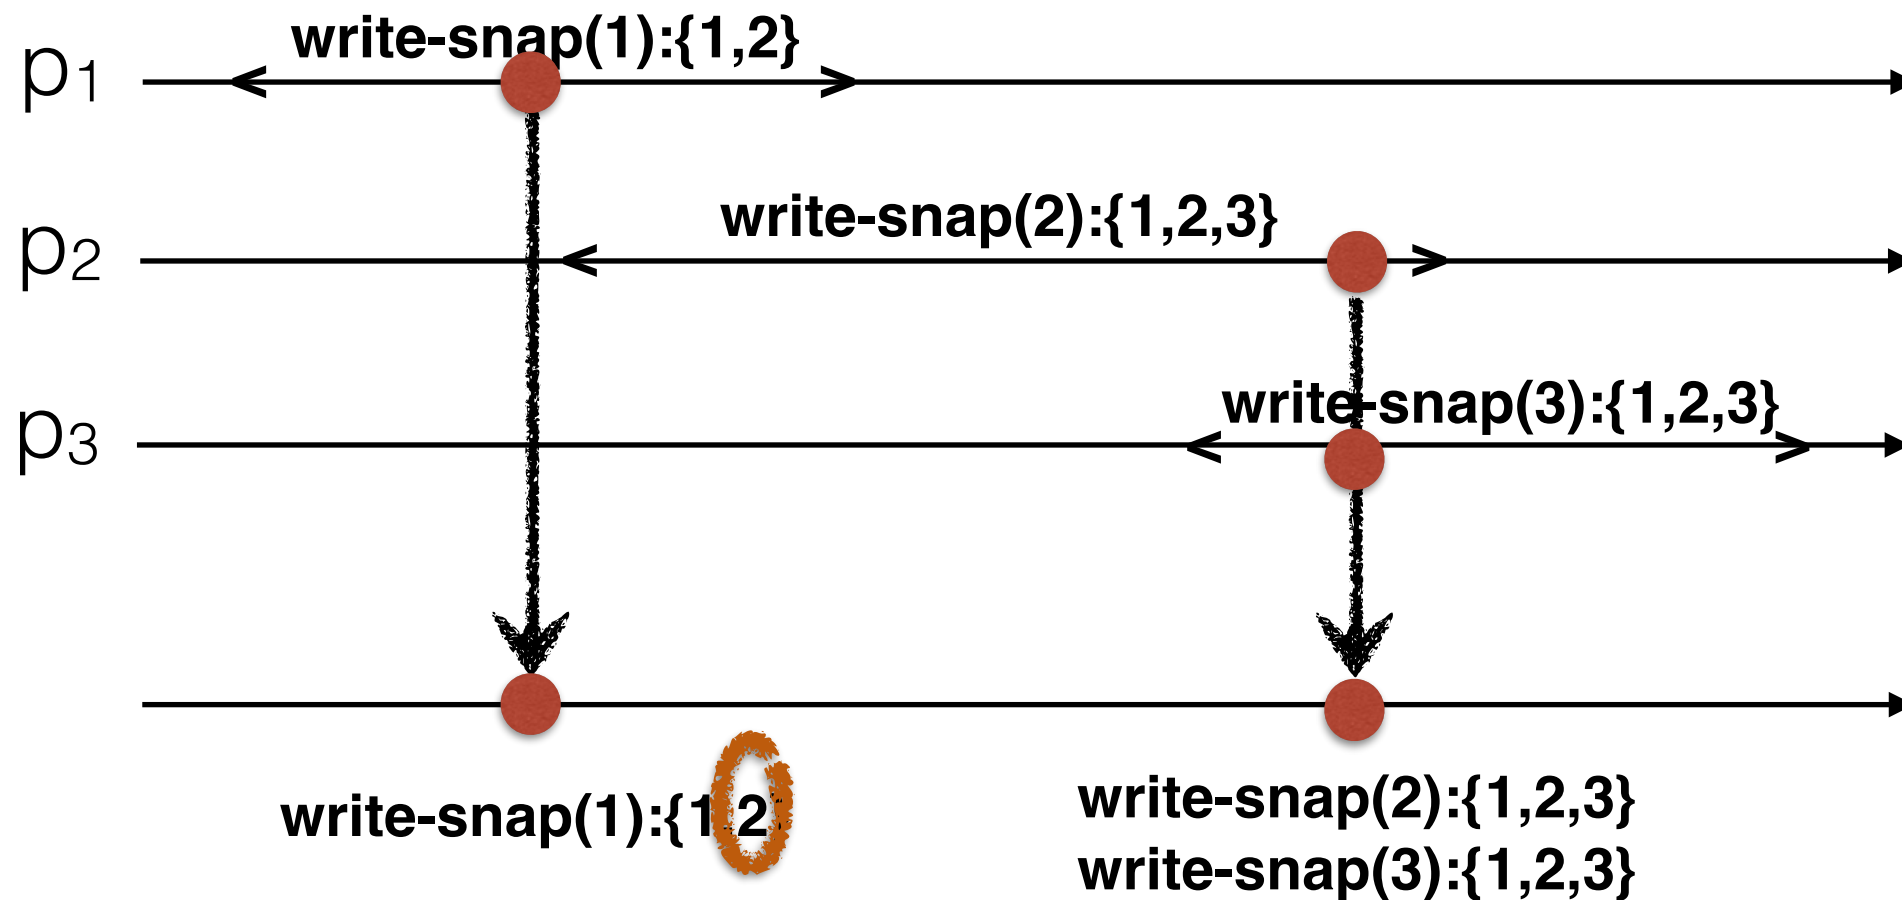 write-snap(1):{1,2}
p1
write-snap(2):{1,2,3}
p2
write-snap(3):{1,2,3}
p3
write-snap(1):{1,2}
write-snap(2):{1,2,3}
write-snap(3):{1,2,3}